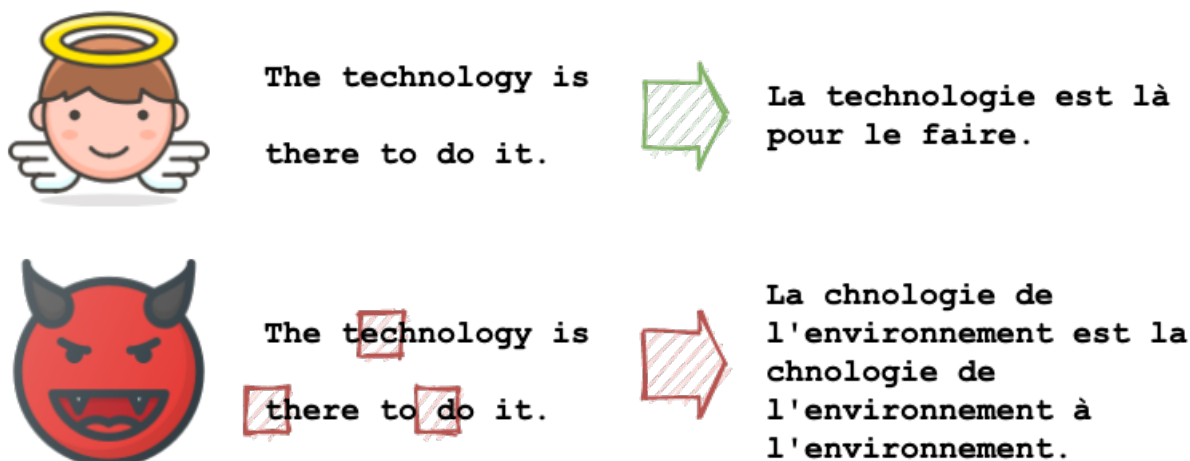 The technology is
there to do it.
La technologie est là
pour le faire.
The technology is
there to do it.
La chnologie de
l'environnement est la
chnologie de
l'environnement à
l'environnement.